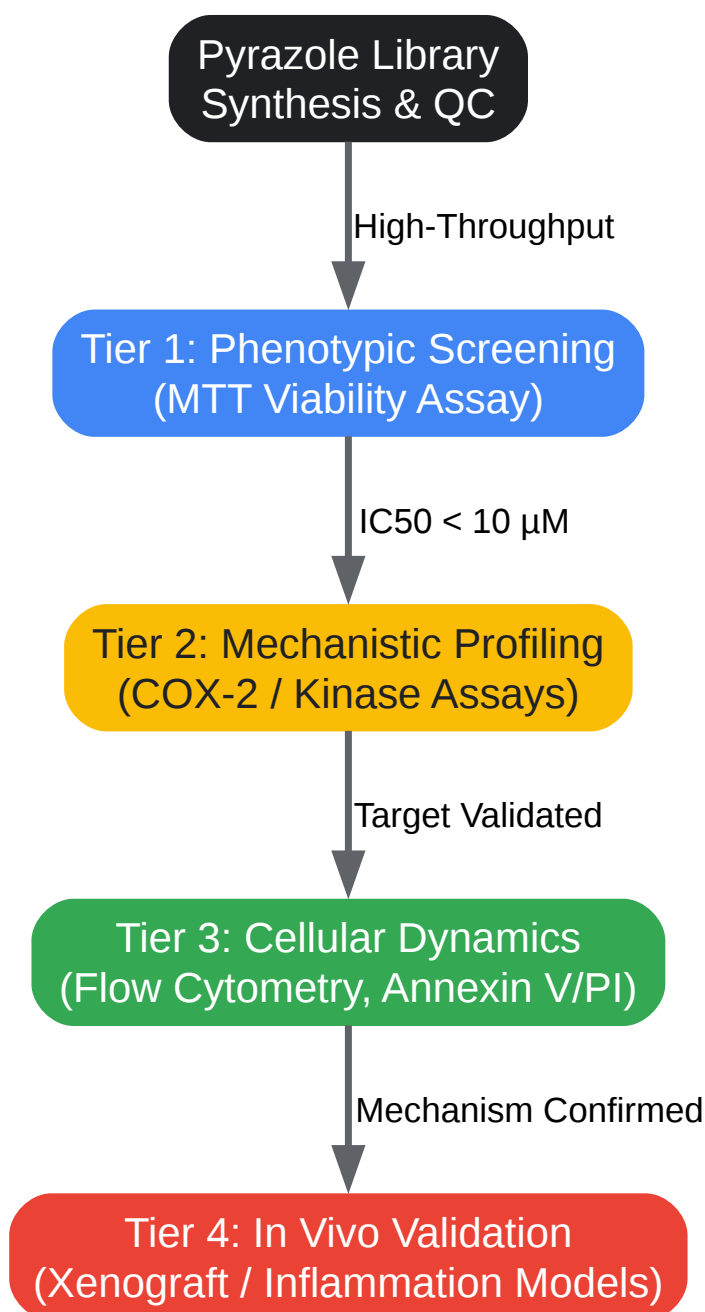 Pyrazole Library
Synthesis & QC
High-Throughput
Tier 1: Phenotypic Screening
(MTT Viability Assay)
IC50 < 10 µM
Tier 2: Mechanistic Profiling
(COX-2 / Kinase Assays)
Target Validated
Tier 3: Cellular Dynamics
(Flow Cytometry, Annexin V/PI)
Mechanism Confirmed
Tier 4: In Vivo Validation
(Xenograft / Inflammation Models)